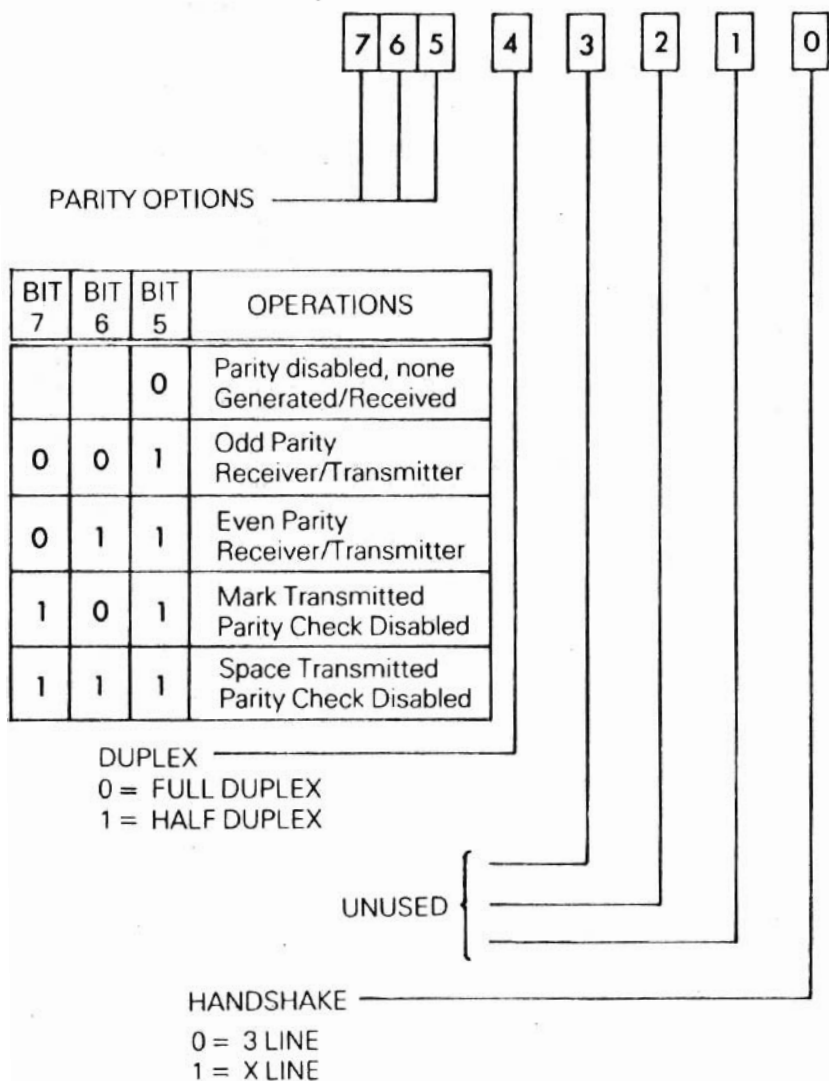 7 6 5 4 3 2 1 0
PARITY OPTIONS
BIT 7 BIT 6 BIT 5 OPERATIONS
0 Parity disabled, none
Generated/Received
0 0 1 Odd Parity
Receiver/Transmitter
0 1 1 Even Parity
Receiver/Transmitter
1 0 1 Mark Transmitted
Parity Check Disabled
1 1 1 Space Transmitted
Parity Check Disabled
DUPLEX
0 = FULL DUPLEX
1 = HALF DUPLEX
UNUSED
HANDSHAKE
0 = 3 LINE
1 = X LINE